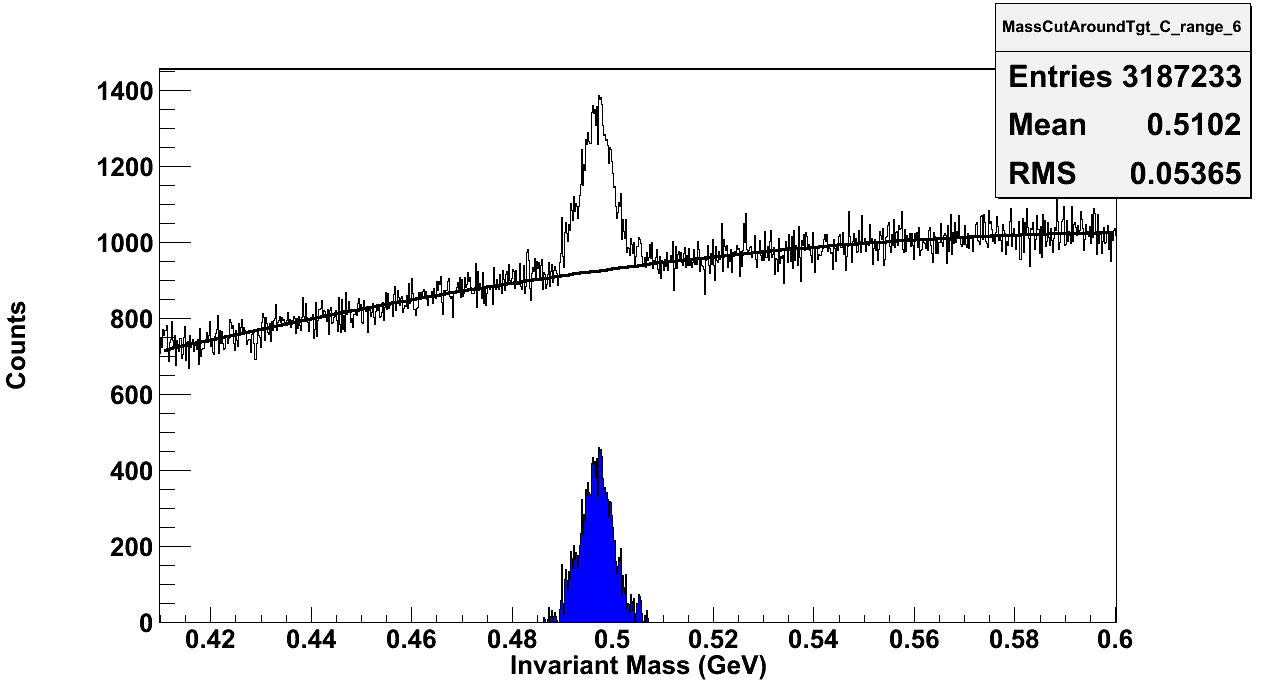 MassCutAroundTgt_C_range_6
Entries 3187233
Mean 0.5102
RMS 0.05365
1400
1200
1000
800
600
400
200
0
Counts
0.42 0.44 0.46 0.48 0.5 0.52 0.54 0.56 0.58 0.6
Invariant Mass (GeV)